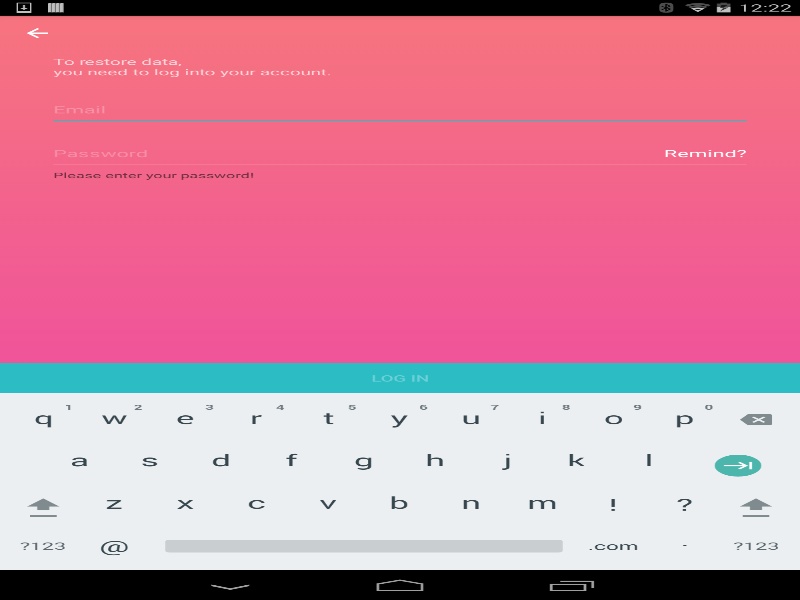 12:22
To restore data,
you need to log into your account.
Email
Password Remind?
Please enter your password!
LOG IN
1 2 3 4 5 6 7 8 9 0
q w e r t y u i o p
a s d f g h j k l
z x c v b n m ! ?
?123 @ .com . ?123